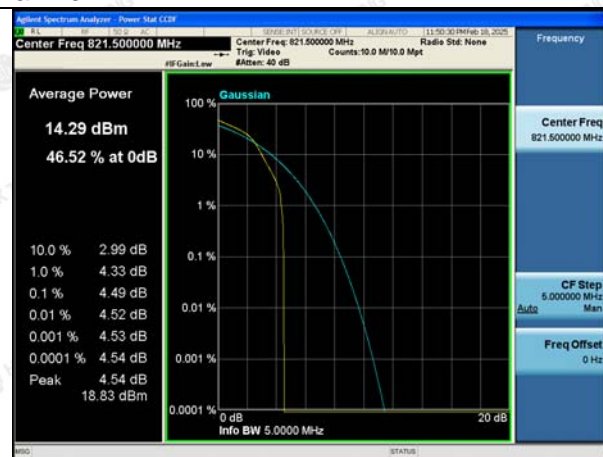 Agilent Spectrum Analyzer - Power Stat CCDF
RL RF 50 Ω AC SENSE:INT SOURCE OFF ALIGN AUTO 11:50:30 PM Feb 18, 2025
Center Freq 821.500000 MHz
Center Freq: 821.500000 MHz Radio Std: None
Trig: Video Counts:10.0 M/10.0 Mpt
#IFGain:Low #Atten: 40 dB
Frequency
Average Power
14.29 dBm
46.52 % at 0dB
10.0 % 2.99 dB
1.0 % 4.33 dB
0.1 % 4.49 dB
0.01 % 4.52 dB
0.001 % 4.53 dB
0.0001 % 4.54 dB
Peak 4.54 dB
18.83 dBm
Gaussian
100 %
10 %
1 %
0.1 %
0.01 %
0.001 %
0.0001 %
0 dB 20 dB
Info BW 5.0000 MHz
Center Freq
821.500000 MHz
CF Step
5.000000 MHz
Auto Man
Freq Offset
0 Hz
MSG STATUS